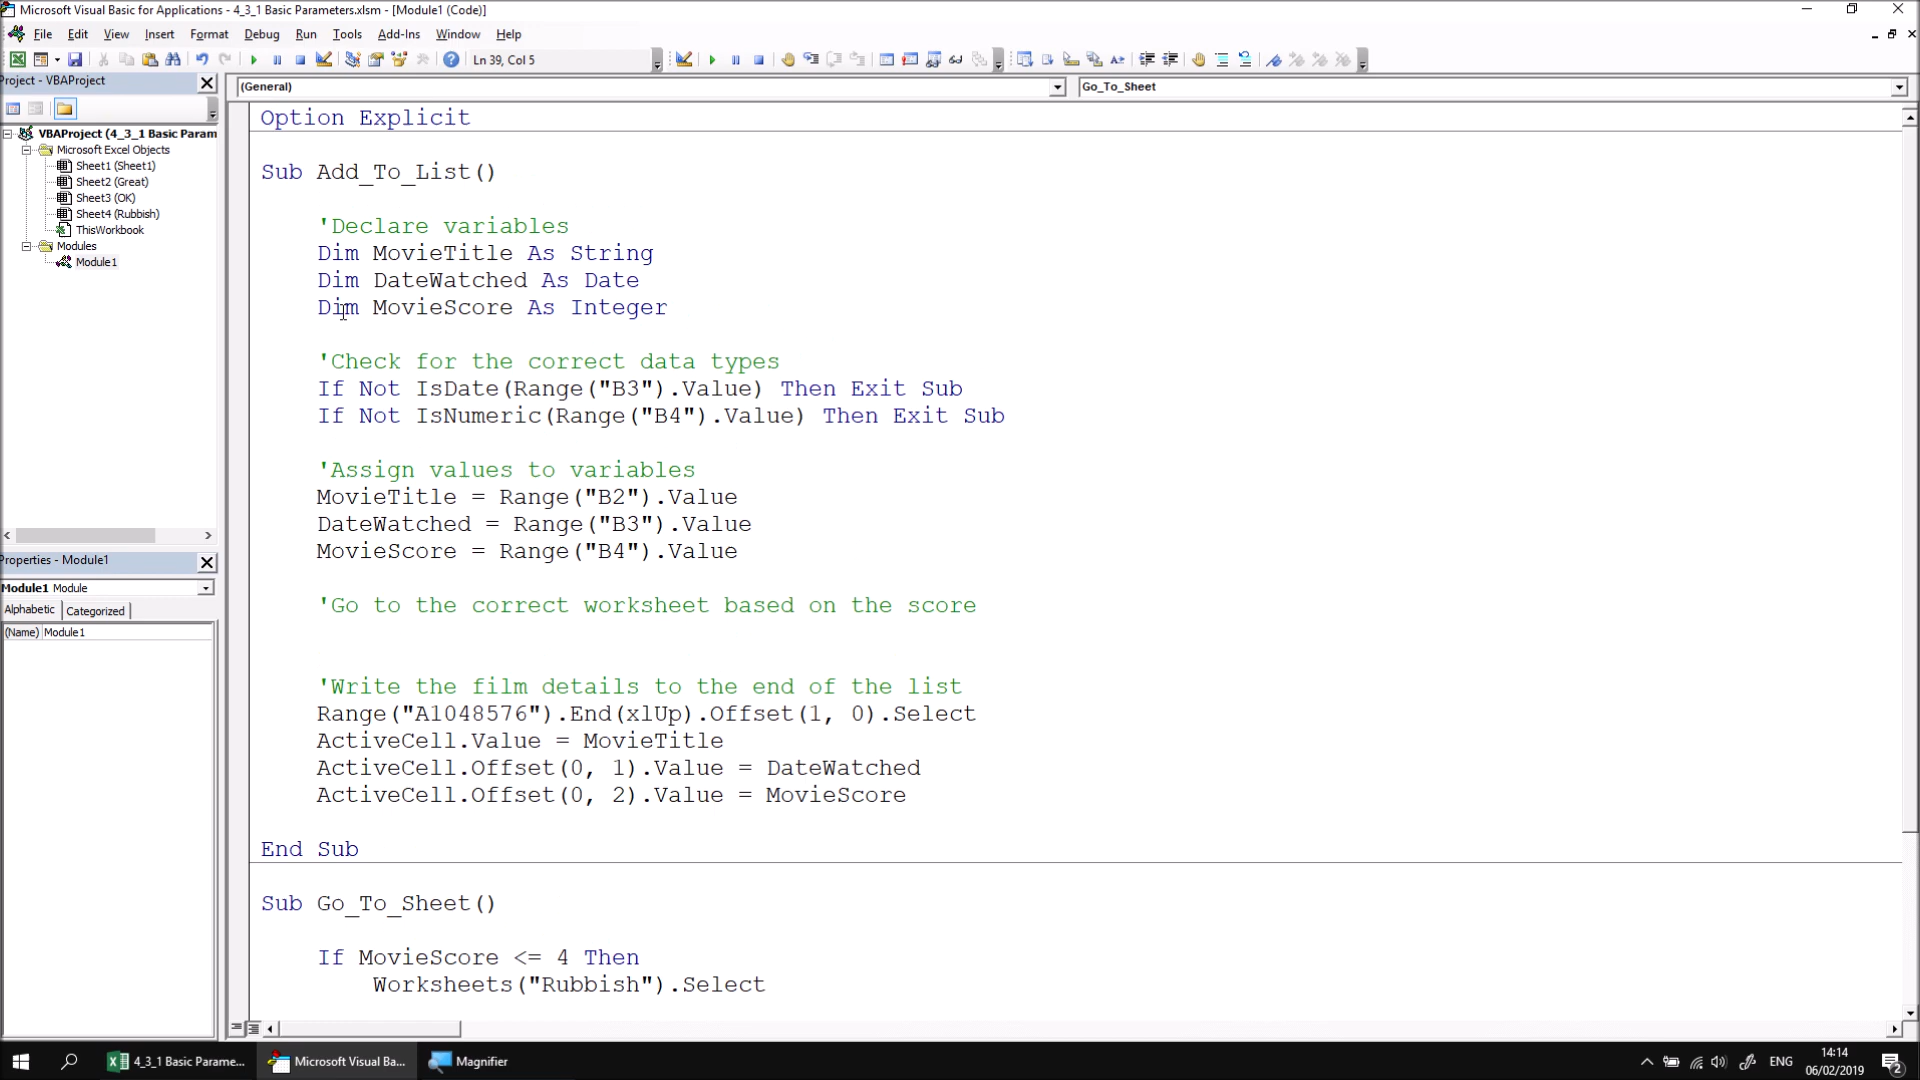 Microsoft Visual Basic for Applications - 4_3_1 Basic Parameters.xlsm - [Module1 (Code)]
File Edit View Insert Format Debug Run Tools Add-Ins Window Help
Ln 39, Col 5
Project - VBAProject
(General)
Go_To_Sheet
VBAProject (4_3_1 Basic Param
Microsoft Excel Objects
Sheet1 (Sheet1)
Sheet2 (Great)
Sheet3 (OK)
Sheet4 (Rubbish)
ThisWorkbook
Modules
Module1
Properties - Module1
Module1 Module
Alphabetic Categorized
(Name) Module1
Option Explicit
Sub Add_To_List()
'Declare variables
Dim MovieTitle As String
Dim DateWatched As Date
Dim MovieScore As Integer
'Check for the correct data types
If Not IsDate(Range("B3").Value) Then Exit Sub
If Not IsNumeric(Range("B4").Value) Then Exit Sub
'Assign values to variables
MovieTitle = Range("B2").Value
DateWatched = Range("B3").Value
MovieScore = Range("B4").Value
'Go to the correct worksheet based on the score
'Write the film details to the end of the list
Range("A1048576").End(xlUp).Offset(1, 0).Select
ActiveCell.Value = MovieTitle
ActiveCell.Offset(0, 1).Value = DateWatched
ActiveCell.Offset(0, 2).Value = MovieScore
End Sub
Sub Go_To_Sheet()
If MovieScore <= 4 Then
Worksheets("Rubbish").Select
4_3_1 Basic Parame...
Microsoft Visual Ba...
Magnifier
ENG
14:14
06/02/2019
2